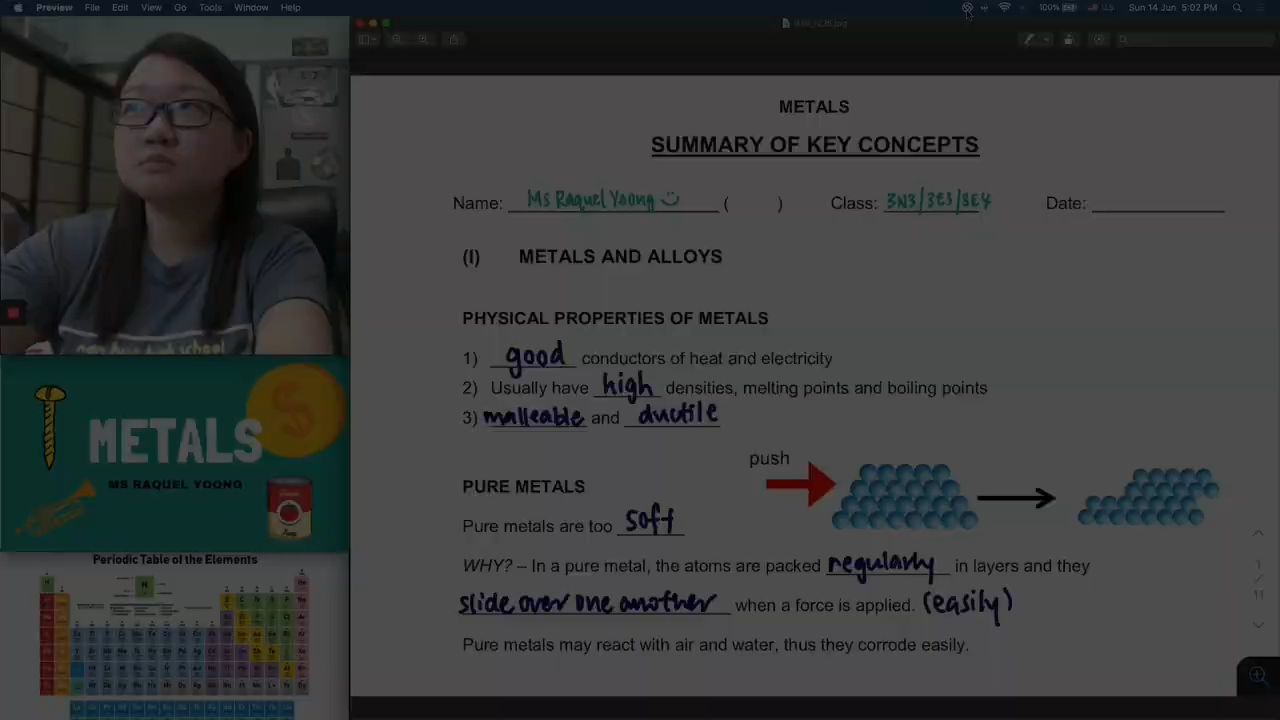 Preview File Edit View Go Tools Window Help
100% U.S Sun 14 Jun 5:02 PM
METALS
SUMMARY OF KEY CONCEPTS
Name: Ms Raquel Yoong ( ) Class: 3N3/3E3/3E4 Date:
(I) METALS AND ALLOYS
PHYSICAL PROPERTIES OF METALS
1) good conductors of heat and electricity
2) Usually have high densities, melting points and boiling points
3) malleable and ductile
push
PURE METALS
Pure metals are too soft
WHY? – In a pure metal, the atoms are packed regularly in layers and they
slide over one another when a force is applied. (easily)
Pure metals may react with air and water, thus they corrode easily.
1
11
METALS
MS RAQUEL YOONG
Periodic Table of the Elements